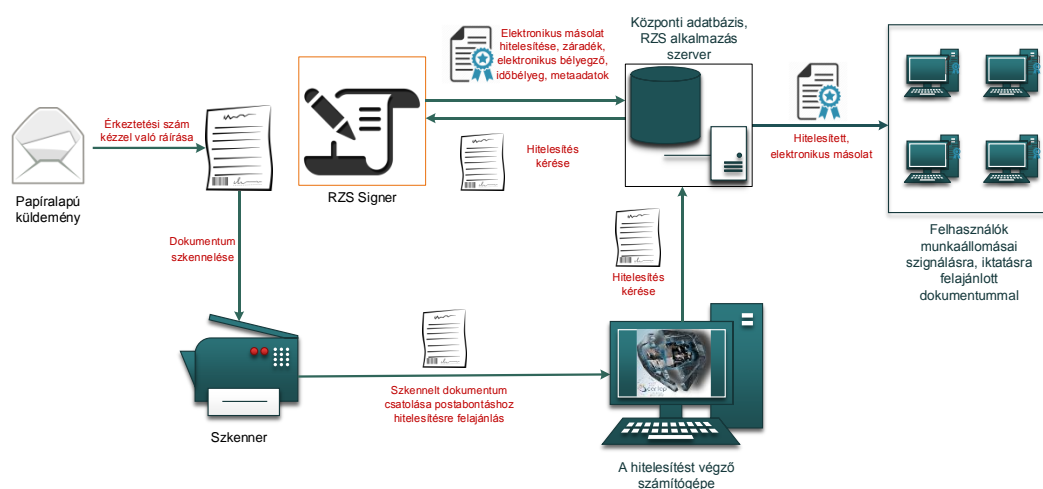 Központi adatbázis,
RZS alkalmazás
szerver
Elektronikus másolat
hitelesítése, záradék,
elektronikus bélyegző,
időbélyeg, metaadatok
Érkeztetési szám
kézzel való ráírása
Hitelesítés
kérése
Hitelesített,
elektronikus másolat
Papíralapú
küldemény
RZS Signer
Felhasználók
munkaállomásai
szignálásra, iktatásra
felajánlott
dokumentummal
Dokumentum
szkennelése
Hitelesítés
kérése
Szkennelt dokumentum
csatolása postabontáshoz
hitelesítésre felajánlás
Szkenner
A hitelesítést végző
számítógépe